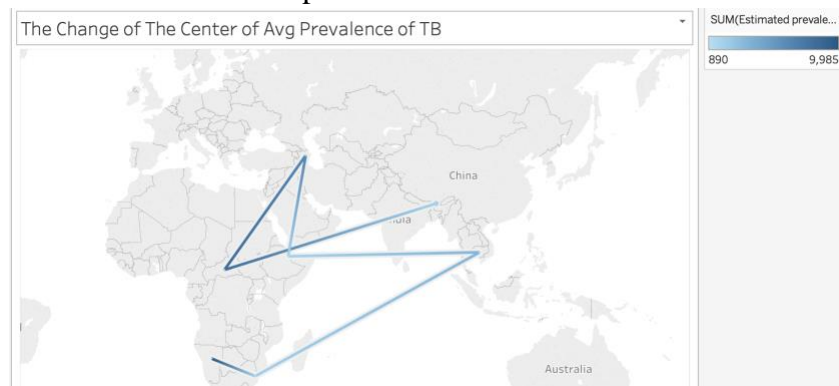 The Change of The Center of Avg Prevalence of TB
SUM(Estimated prevale...
890 9,985
China
Australia